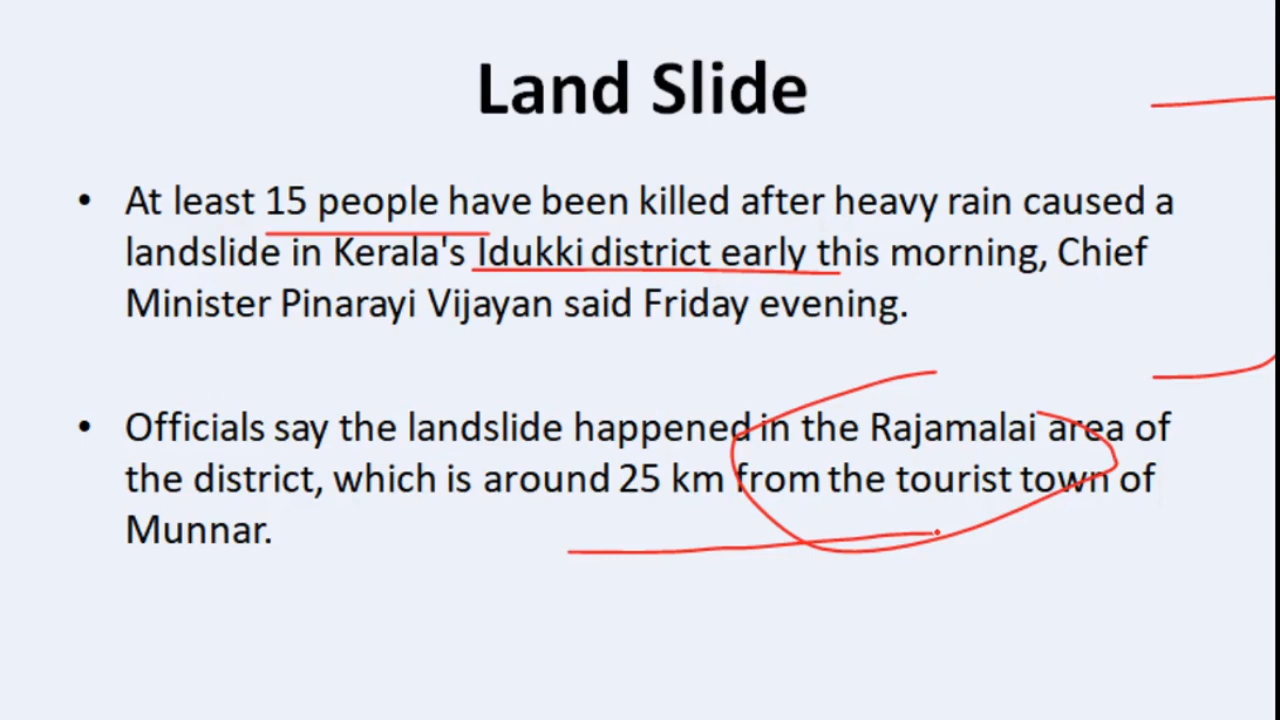 Land Slide
• At least 15 people have been killed after heavy rain caused a
landslide in Kerala's Idukki district early this morning, Chief
Minister Pinarayi Vijayan said Friday evening.
• Officials say the landslide happened in the Rajamalai area of
the district, which is around 25 km from the tourist town of
Munnar.